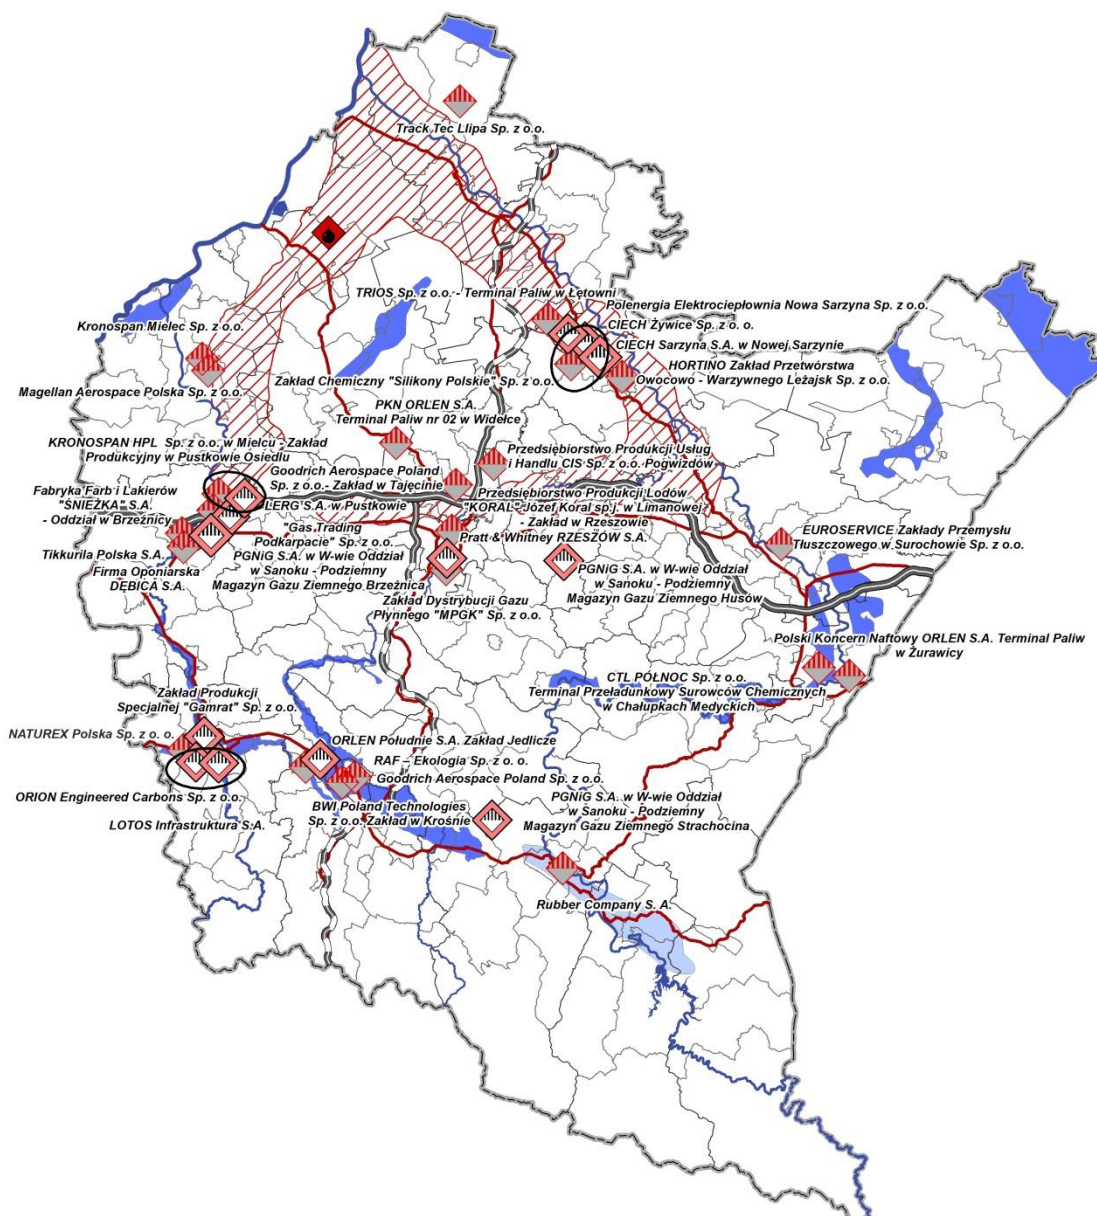 Track Tec Llipa Sp. z o.o.
TRIOS Sp. z o.o. - Terminal Paliw w Łętowni
Polenergia Elektrociepłownia Nowa Sarzyna Sp. z o.o.
Kronospan Mielec Sp. z o.o.
CIECH Żywice Sp. z o. o.
CIECH Sarzyna S.A. w Nowej Sarzynie
HORTINO Zakład Przetwórstwa
Owocowo - Warzywnego Leżajsk Sp. z o.o.
Zakład Chemiczny "Silikony Polskie" Sp. z o.o.
Magellan Aerospace Polska Sp. z o.o.
PKN ORLEN S.A.
Terminal Paliw nr 02 w Widełce
KRONOSPAN HPL Sp. z o.o. w Mielcu - Zakład
Produkcyjny w Pustkowie Osiedlu
Przedsiębiorstwo Produkcji Usług
i Handlu CIS Sp. z o.o. Pogwizdów
Goodrich Aerospace Poland
Sp. z o.o. - Zakład w Tajęcinie
Fabryka Farb i Lakierów
"ŚNIEŻKA" S.A.
- Oddział w Brzeźnicy
LERG S.A. w Pustkowie
Przedsiębiorstwo Produkcji Lodów
"KORAL" Józef Koral sp.j. w Limanowej
- Zakład w Rzeszowie
"Gas Trading
Podkarpacie" Sp. z o.o.
Pratt & Whitney RZESZÓW S.A.
EUROSERVICE Zakłady Przemysłu
Tłuszczowego w Surochowie Sp. z o.o.
Tikkurila Polska S.A.
Firma Oponiarska
DĘBICA S.A.
PGNiG S.A. w W-wie Oddział
w Sanoku - Podziemny
Magazyn Gazu Ziemnego Brzeźnica
PGNiG S.A. w W-wie Oddział
w Sanoku - Podziemny
Magazyn Gazu Ziemnego Husów
Zakład Dystrybucji Gazu
Płynnego "MPGK" Sp. z o.o.
Polski Koncern Naftowy ORLEN S.A. Terminal Paliw
w Żurawicy
CTL PÓŁNOC Sp. z o.o.
Terminal Przeładunkowy Surowców Chemicznych
w Chałupkach Medyckich
Zakład Produkcji
Specjalnej "Gamrat" Sp. z o.o.
NATUREX Polska Sp. z o. o.
ORLEN Południe S.A. Zakład Jedlicze
RAF – Ekologia Sp. z o. o.
Goodrich Aerospace Poland Sp. z o.o.
ORION Engineered Carbons Sp. z o.o.
BWI Poland Technologies
Sp. z o.o. Zakład w Krośnie
PGNiG S.A. w W-wie Oddział
w Sanoku - Podziemny
Magazyn Gazu Ziemnego Strachocina
LOTOS Infrastruktura S.A.
Rubber Company S. A.